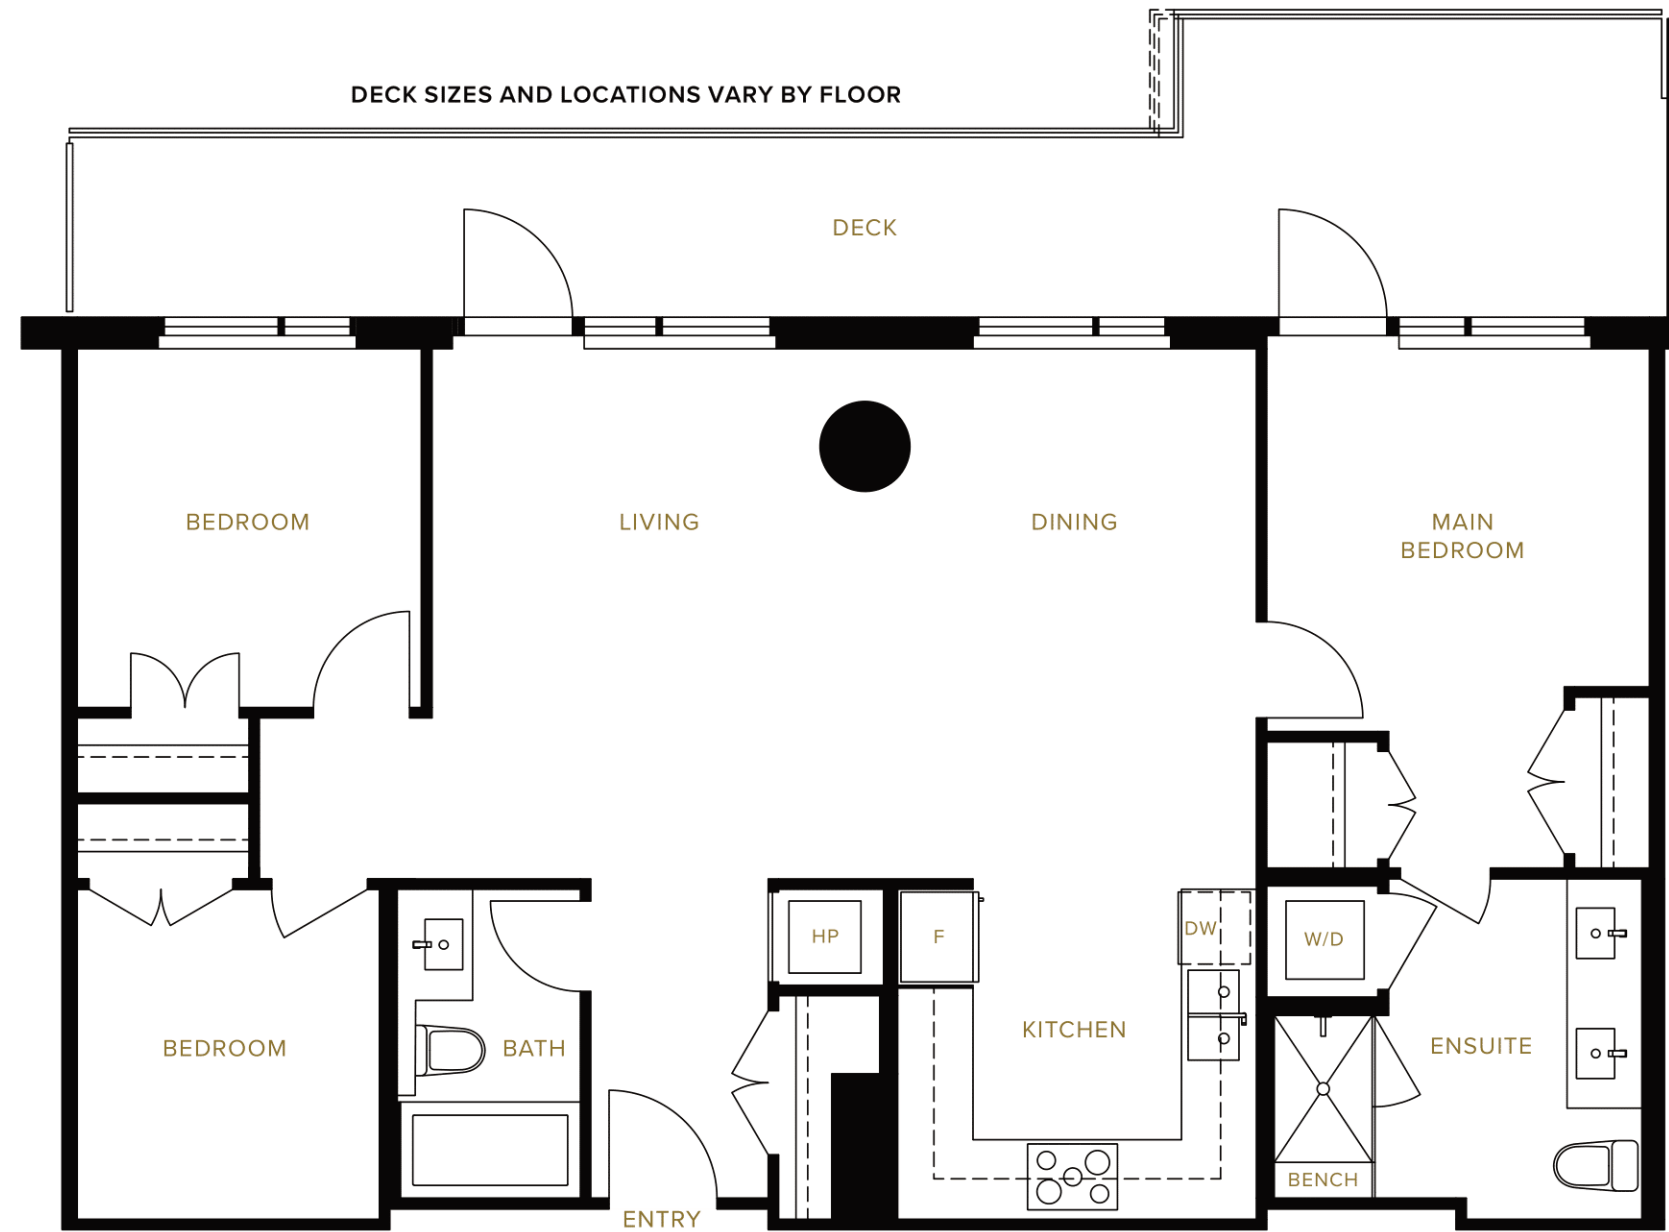 DECK SIZES AND LOCATIONS VARY BY FLOOR
DECK
BEDROOM
LIVING
DINING
MAIN
BEDROOM
HP
F
DW
W/D
BEDROOM
BATH
KITCHEN
ENSUITE
BENCH
ENTRY